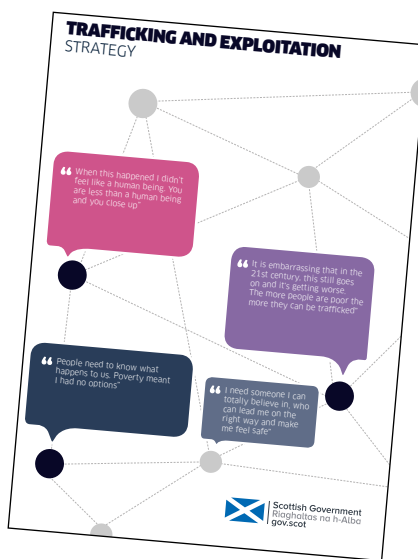 TRAFFICKING AND EXPLOITATION
STRATEGY
“ When this happened I didn't
feel like a human being. You
are less than a human being
and you close up”
“ It is embarrassing that in the
21st century, this still goes
on and it's getting worse.
The more people are poor the
more they can be trafficked”
“ People need to know what
happens to us. Poverty meant
I had no options”
“ I need someone I can
totally believe in, who
can lead me on the
right way and make
me feel safe”
Scottish Government
Riaghaltas na h-Alba
gov.scot